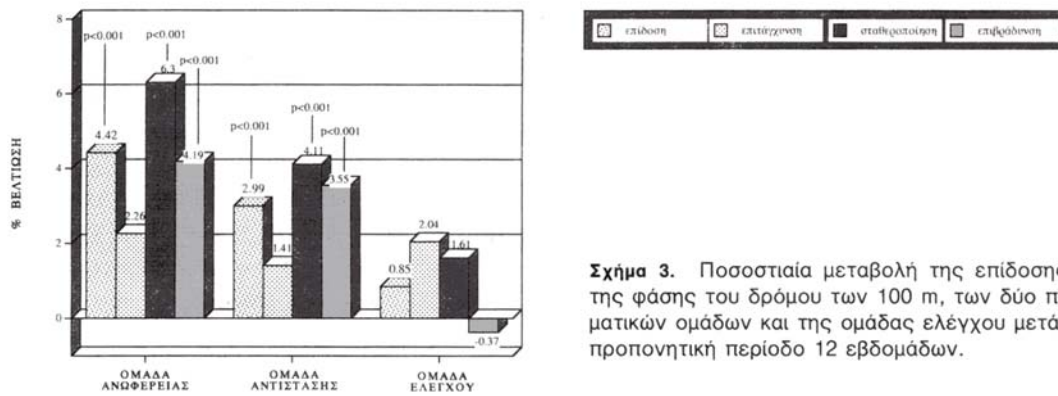 8
p<0.001
p<0.001
6.3
p<0.001
6
4.42
4.19
p<0.001
p<0.001
4.11
p<0.001
3.55
4
2.99
2.26
2.04
1.61
1.41
2
0.85
0
-0.37
% ΒΕΛΤΙΩΣΗ
ΟΜΑΔΑ
ΑΝΩΦΕΡΕΙΑΣ
ΟΜΑΔΑ
ΑΝΤΙΣΤΑΣΗΣ
ΟΜΑΔΑ
ΕΛΕΓΧΟΥ
επίδοση επιτάγχυνση σταθεροποίηση επιβράδυνση
Σχήμα 3. Ποσοστιαία μεταβολή της επίδοσης
της φάσης του δρόμου των 100 m, των δύο π
ματικών ομάδων και της ομάδας ελέγχου μετά
προπονητική περίοδο 12 εβδομάδων.